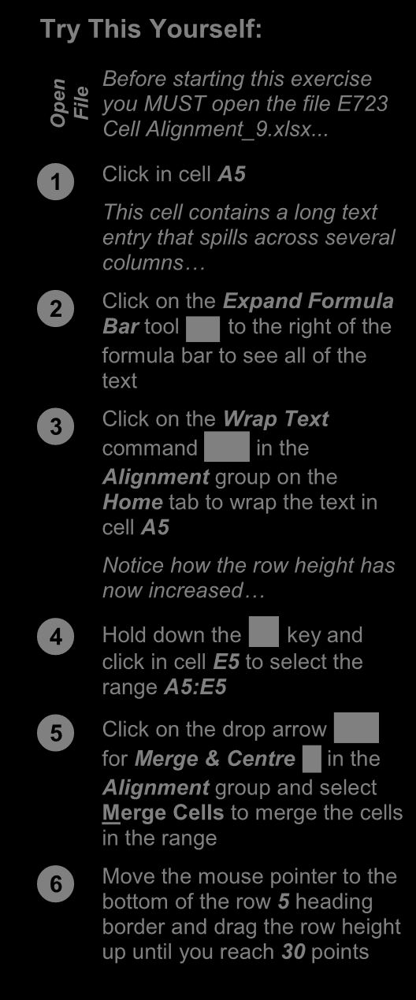 Try This Yourself:
Open
File
Before starting this exercise
you MUST open the file E723
Cell Alignment_9.xlsx...
1 Click in cell A5
This cell contains a long text
entry that spills across several
columns…
2 Click on the Expand Formula
Bar tool to the right of the
formula bar to see all of the
text
3 Click on the Wrap Text
command in the
Alignment group on the
Home tab to wrap the text in
cell A5
Notice how the row height has
now increased…
4 Hold down the key and
click in cell E5 to select the
range A5:E5
5 Click on the drop arrow
for Merge & Centre in the
Alignment group and select
Merge Cells to merge the cells
in the range
6 Move the mouse pointer to the
bottom of the row 5 heading
border and drag the row height
up until you reach 30 points